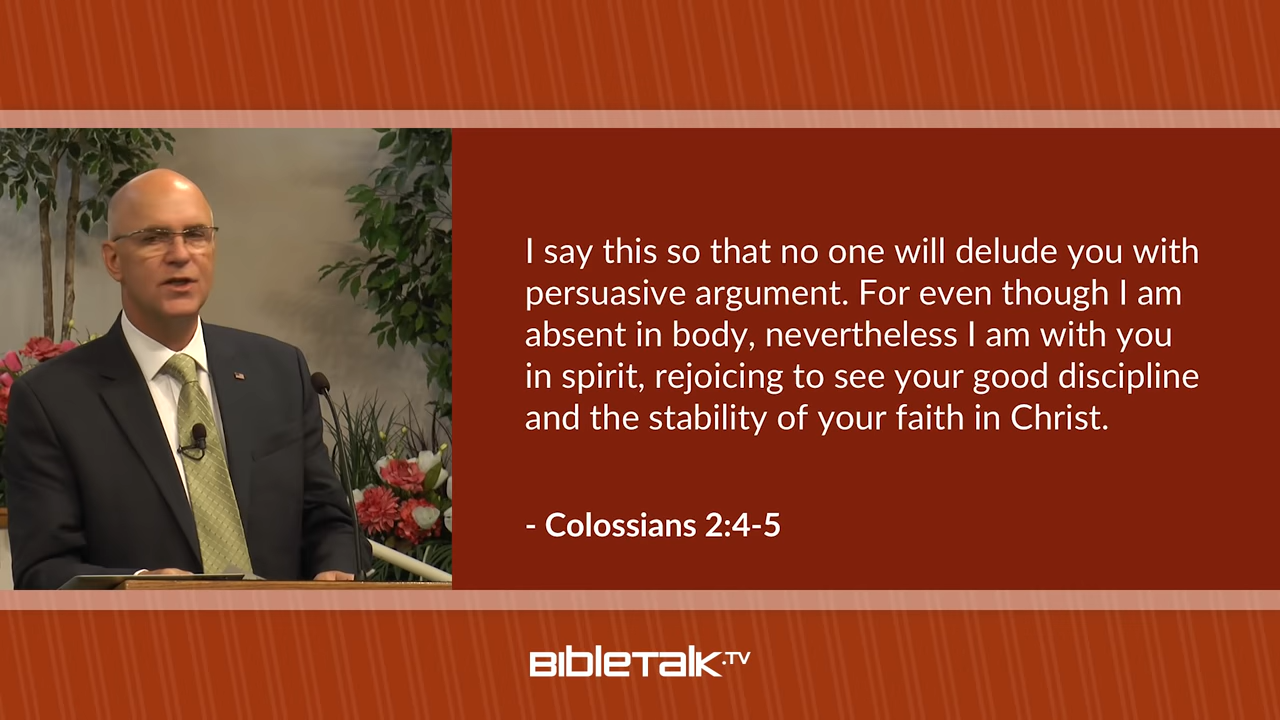 I say this so that no one will delude you with
persuasive argument. For even though I am
absent in body, nevertheless I am with you
in spirit, rejoicing to see your good discipline
and the stability of your faith in Christ.
- Colossians 2:4-5
BIBLETALK.TV